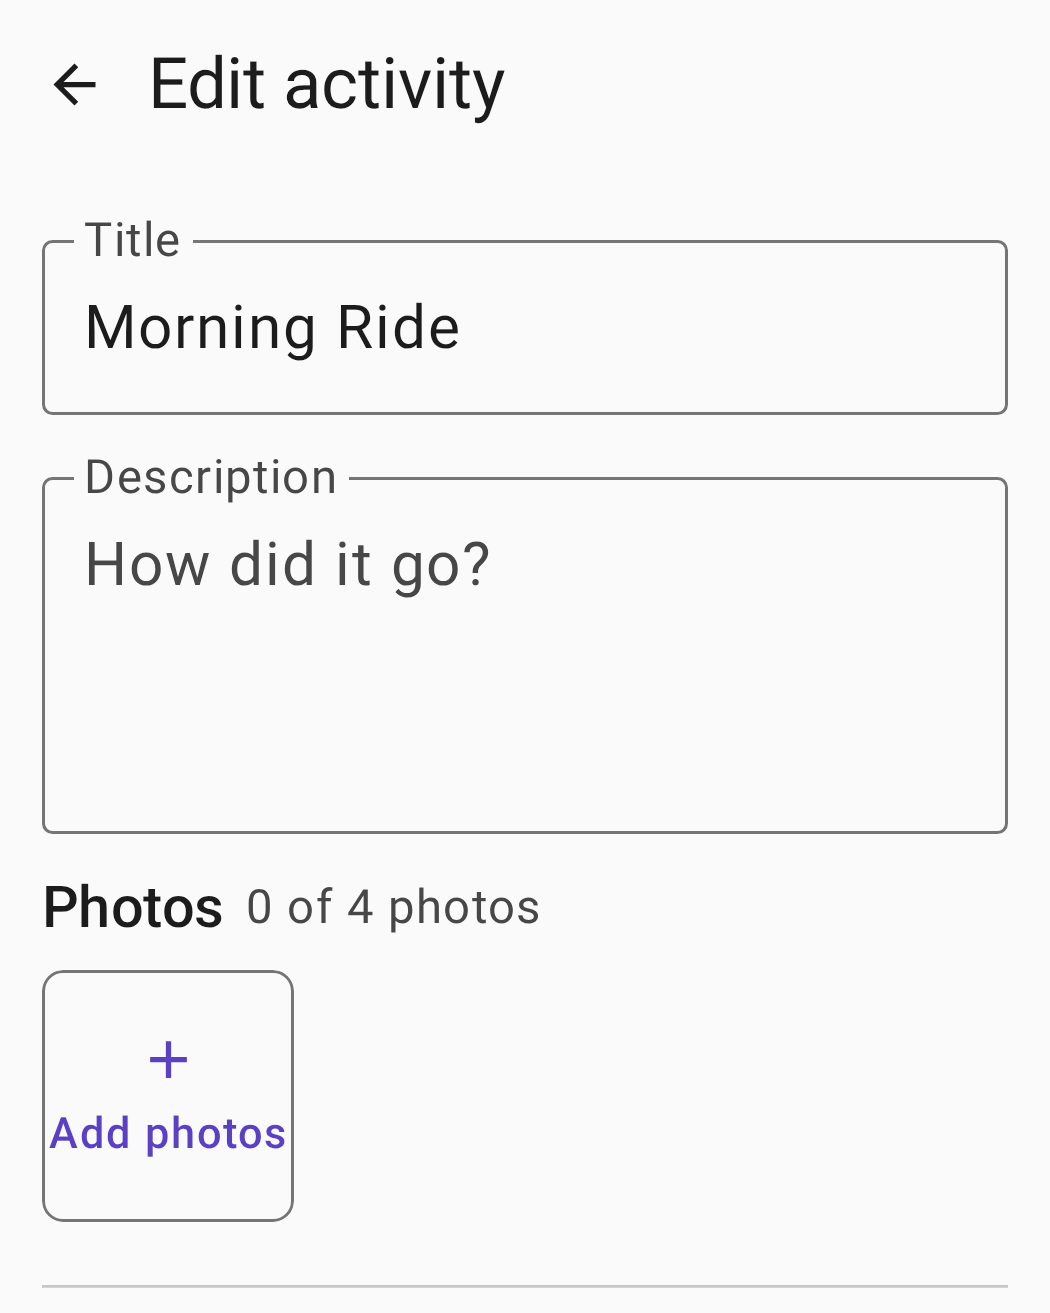 Edit activity
Title
Morning Ride
Description
How did it go?
Photos 0 of 4 photos
Add photos